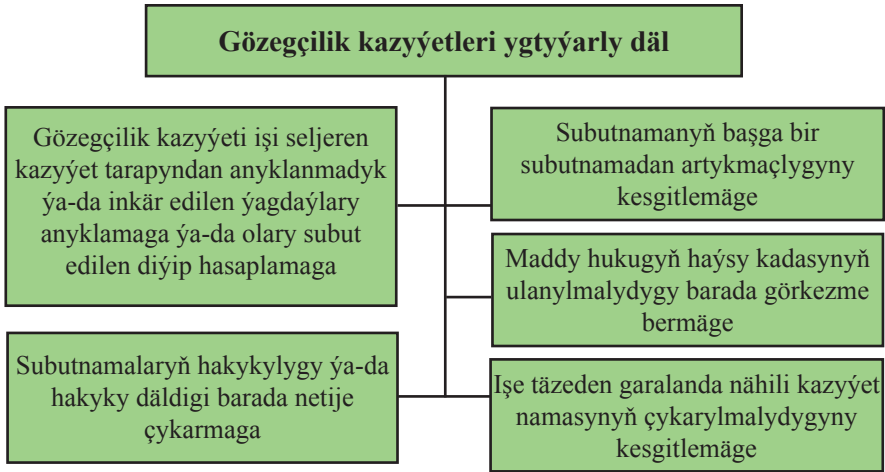 Gözegçilik kazyýetleri ygtyýarly däl
Gözegçilik kazyýeti işi seljeren
kazyýet tarapyndan anyklanmadyk
ýa-da inkär edilen ýagdaýlary
anyklamaga ýa-da olary subut
edilen diýip hasaplamaga
Subutnamalaryň hakykylygy ýa-da
hakyky däldigi barada netije
çykarmaga
Subutnamanyň başga bir
subutnamadan artykmaçlygyny
kesgitlemäge
Maddy hukugyň haýsy kadasynyň
ulanylmalydygy barada görkezme
bermäge
Işe täzeden garalanda nähili kazyýet
namasynyň çykarylmalydygyny
kesgitlemäge